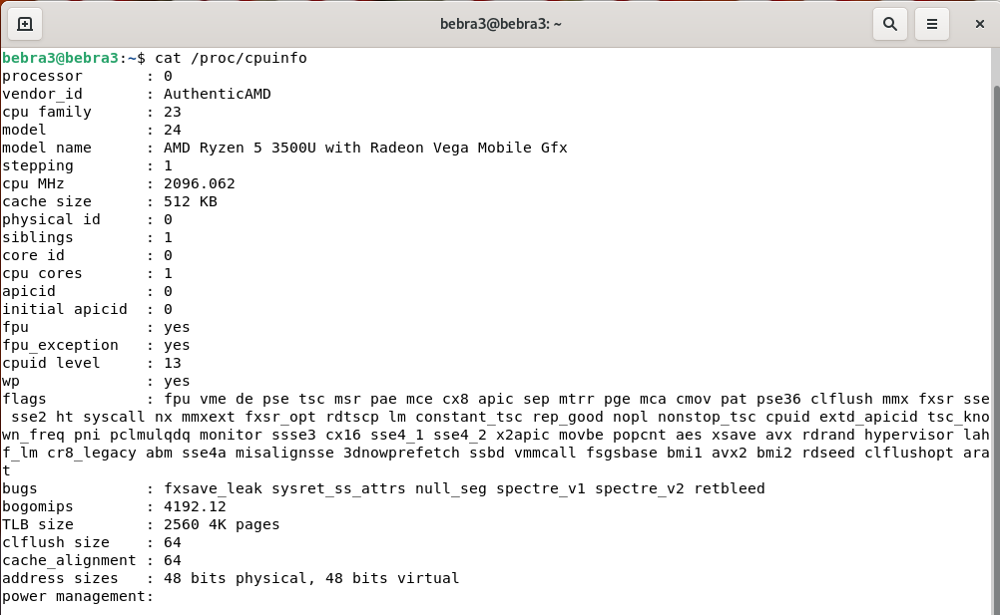 bebra3@bebra3: ~
bebra3@bebra3:~$ cat /proc/cpuinfo
processor       : 0
vendor_id       : AuthenticAMD
cpu family      : 23
model           : 24
model name      : AMD Ryzen 5 3500U with Radeon Vega Mobile Gfx
stepping        : 1
cpu MHz         : 2096.062
cache size      : 512 KB
physical id     : 0
siblings        : 1
core id         : 0
cpu cores       : 1
apicid          : 0
initial apicid  : 0
fpu             : yes
fpu_exception   : yes
cpuid level     : 13
wp              : yes
flags           : fpu vme de pse tsc msr pae mce cx8 apic sep mtrr pge mca cmov pat pse36 clflush mmx fxsr sse
 sse2 ht syscall nx mmxext fxsr_opt rdtscp lm constant_tsc rep_good nopl nonstop_tsc cpuid extd_apicid tsc_kno
wn_freq pni pclmulqdq monitor ssse3 cx16 sse4_1 sse4_2 x2apic movbe popcnt aes xsave avx rdrand hypervisor lah
f_lm cr8_legacy abm sse4a misalignsse 3dnowprefetch ssbd vmmcall fsgsbase bmi1 avx2 bmi2 rdseed clflushopt ara
t
bugs            : fxsave_leak sysret_ss_attrs null_seg spectre_v1 spectre_v2 retbleed
bogomips        : 4192.12
TLB size        : 2560 4K pages
clflush size    : 64
cache_alignment : 64
address sizes   : 48 bits physical, 48 bits virtual
power management: